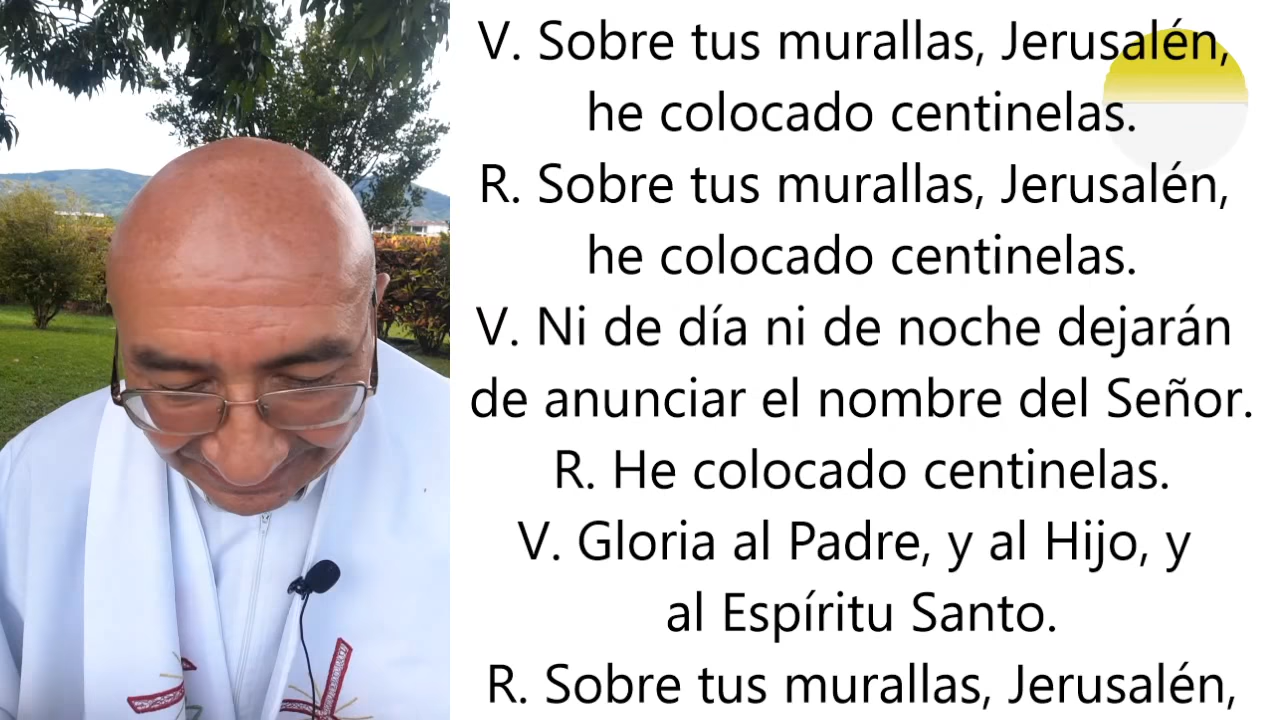 V. Sobre tus murallas, Jerusalén,
he colocado centinelas.
R. Sobre tus murallas, Jerusalén,
he colocado centinelas.
V. Ni de día ni de noche dejarán
de anunciar el nombre del Señor.
R. He colocado centinelas.
V. Gloria al Padre, y al Hijo, y
al Espíritu Santo.
R. Sobre tus murallas, Jerusalén,